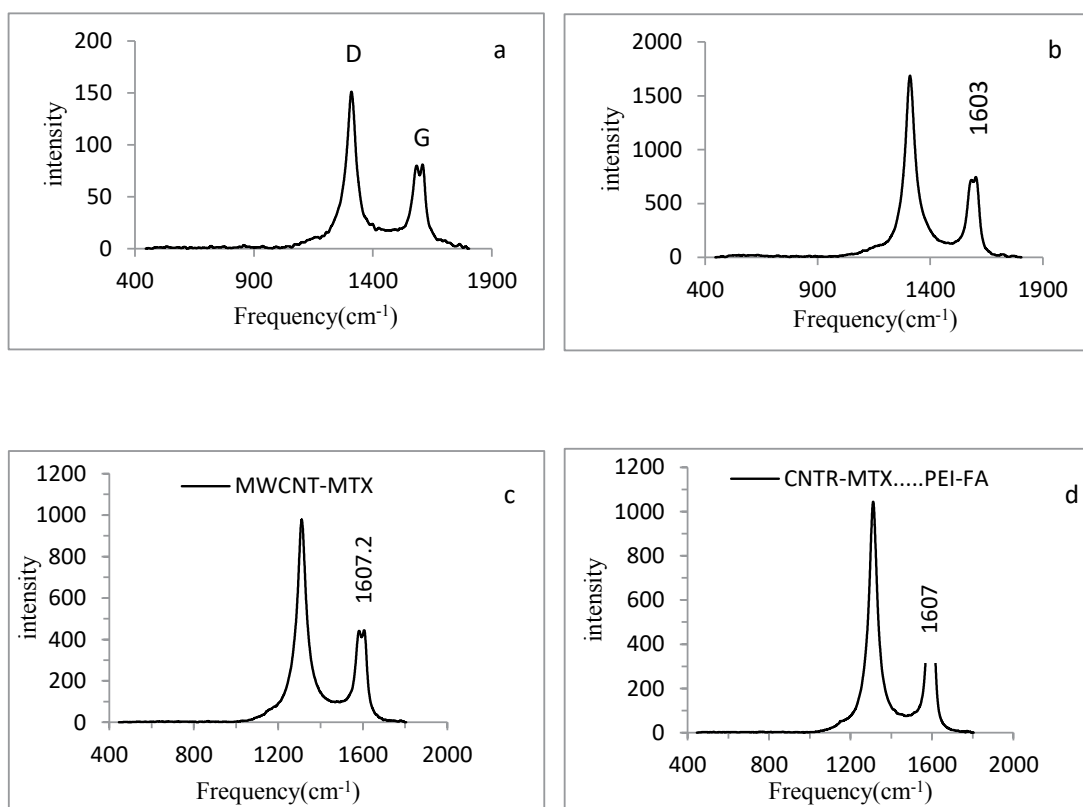 a
D
G
200
150
100
50
0
intensity
400 900 1400 1900
Frequency(cm-1)
b
1603
2000
1500
1000
500
0
intensity
400 900 1400 1900
Frequency(cm-1)
c
MWCNT-MTX
1607.2
1200
1000
800
600
400
200
0
intensity
400 800 1200 1600 2000
Frequency(cm-1)
d
CNTR-MTX.....PEI-FA
1607
1200
1000
800
600
400
200
0
intensity
400 800 1200 1600 2000
Frequency(cm-1)